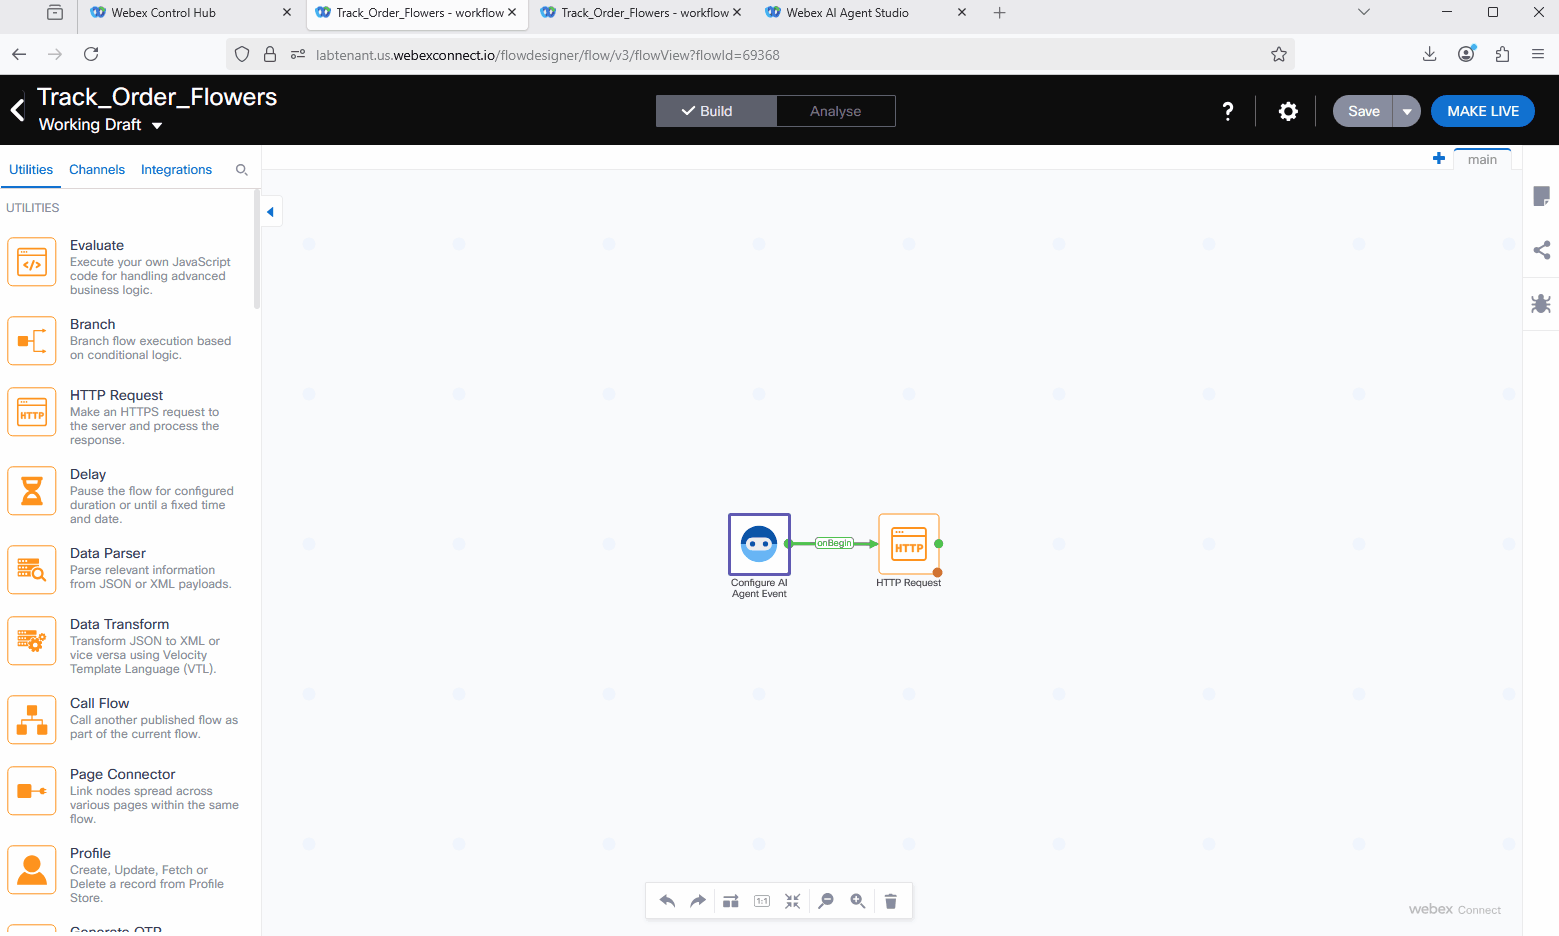 Webex Control Hub
Track_Order_Flowers - workflow
Track_Order_Flowers - workflow
Webex AI Agent Studio
labtenant.us.webexconnect.io/flowdesigner/flow/v3/flowView?flowId=69368
Track_Order_Flowers
Working Draft
Build
Analyse
?
Save
MAKE LIVE
Utilities
Channels
Integrations
main
UTILITIES
Evaluate
Execute your own JavaScript
code for handling advanced
business logic.
Branch
Branch flow execution based
on conditional logic.
HTTP
HTTP Request
Make an HTTPS request to
the server and process the
response.
Delay
Pause the flow for configured
duration or until a fixed time
and date.
Data Parser
Parse relevant information
from JSON or XML payloads.
Data Transform
Transform JSON to XML or
vice versa using Velocity
Template Language (VTL).
Call Flow
Call another published flow as
part of the current flow.
Page Connector
Link nodes spread across
various pages within the same
flow.
Profile
Create, Update, Fetch or
Delete a record from Profile
Store.
Generate OTP
onBegin
HTTP
Configure AI
Agent Event
HTTP Request
1:1
webex Connect